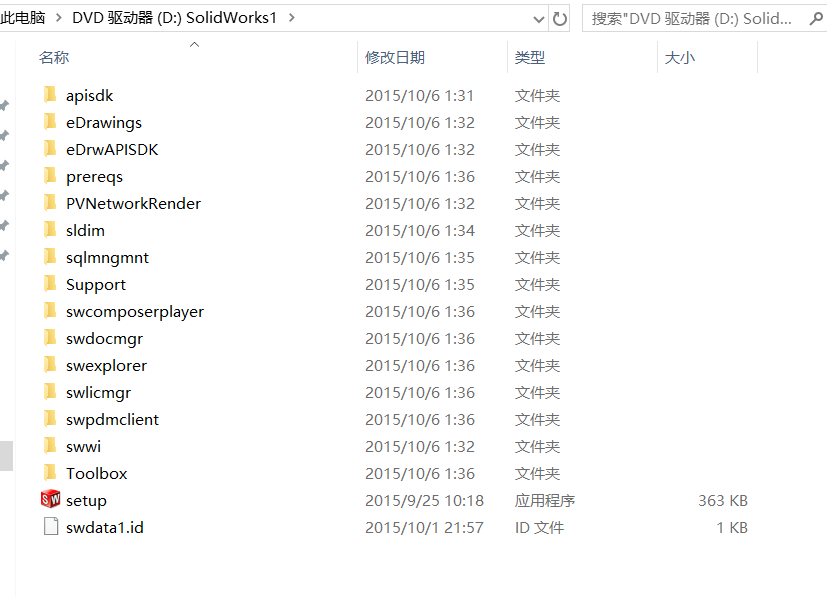 此电脑 > DVD 驱动器 (D:) SolidWorks1 >
搜索"DVD 驱动器 (D:) Solid...
名称 修改日期 类型 大小
apisdk 2015/10/6 1:31 文件夹
eDrawings 2015/10/6 1:32 文件夹
eDrwAPISDK 2015/10/6 1:32 文件夹
prereqs 2015/10/6 1:36 文件夹
PVNetworkRender 2015/10/6 1:32 文件夹
sldim 2015/10/6 1:34 文件夹
sqlmngmnt 2015/10/6 1:35 文件夹
Support 2015/10/6 1:35 文件夹
swcomposerplayer 2015/10/6 1:36 文件夹
swdocmgr 2015/10/6 1:36 文件夹
swexplorer 2015/10/6 1:36 文件夹
swlicmgr 2015/10/6 1:36 文件夹
swpdmclient 2015/10/6 1:36 文件夹
swwi 2015/10/6 1:32 文件夹
Toolbox 2015/10/6 1:36 文件夹
SW setup 2015/9/25 10:18 应用程序 363 KB
swdata1.id 2015/10/1 21:57 ID 文件 1 KB